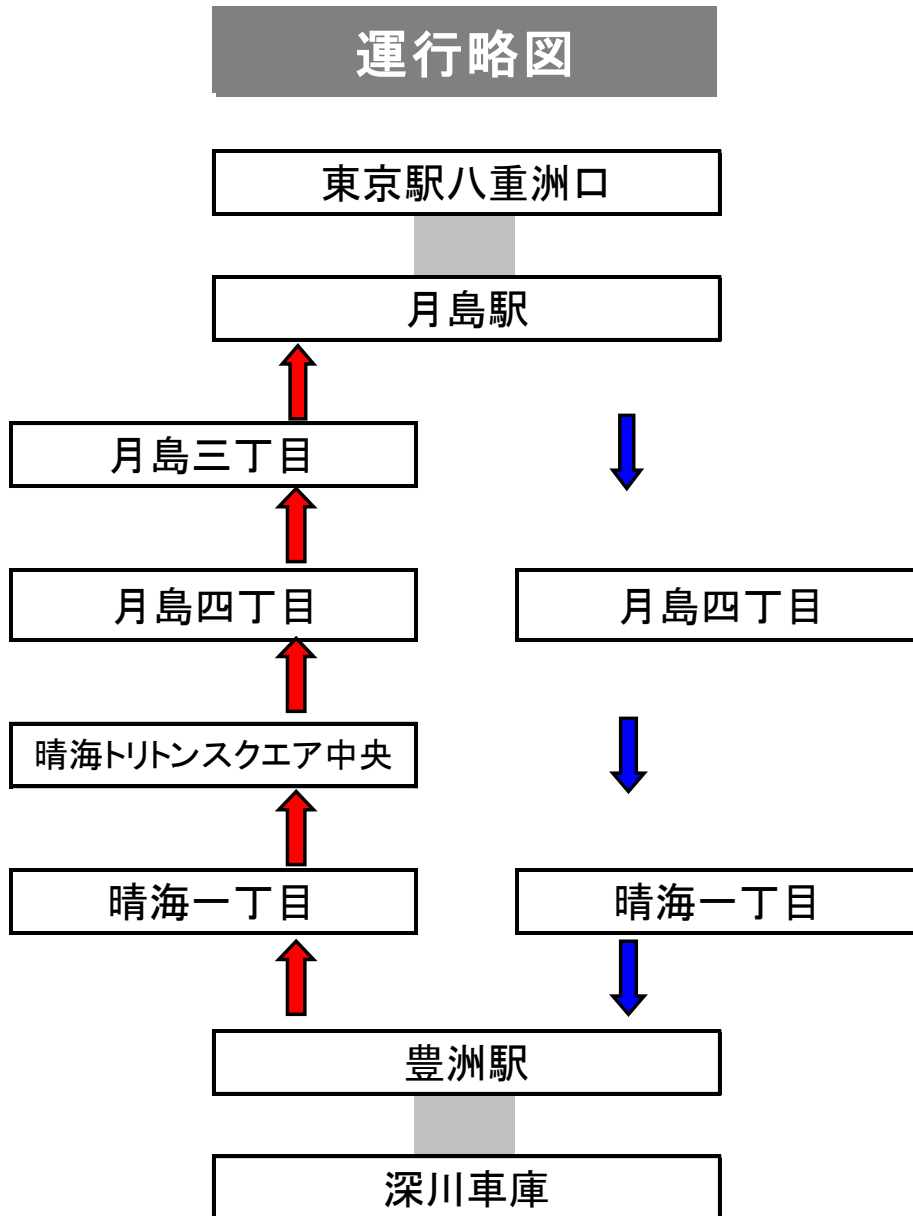 運行略図
東京駅八重洲口
月島駅
月島三丁目
月島四丁目
月島四丁目
晴海トリトンスクエア中央
晴海一丁目
晴海一丁目
豊洲駅
深川車庫